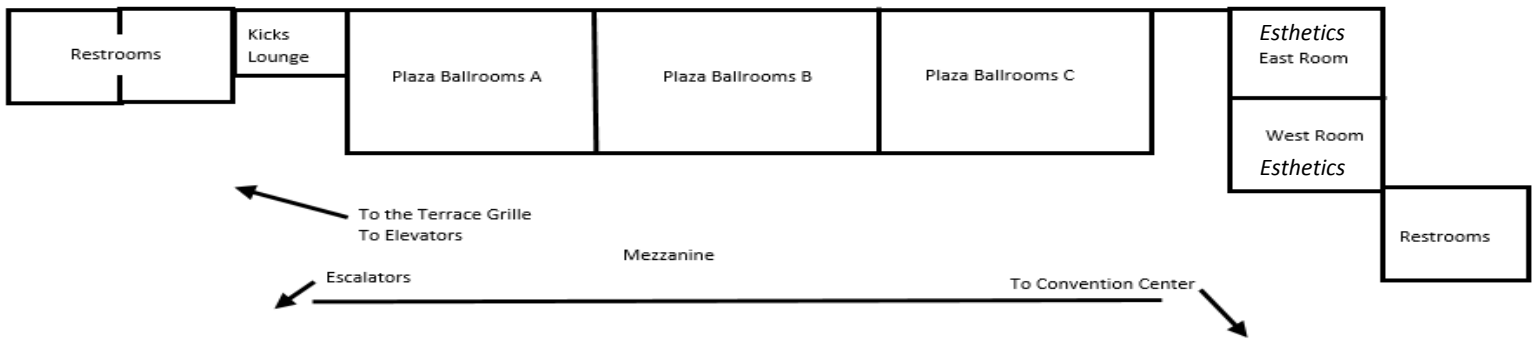 Restrooms
Kicks
Lounge
Plaza Ballrooms A
Plaza Ballrooms B
Plaza Ballrooms C
Esthetics
East Room
West Room
Esthetics
Restrooms
To the Terrace Grille
To Elevators
Mezzanine
Escalators
To Convention Center